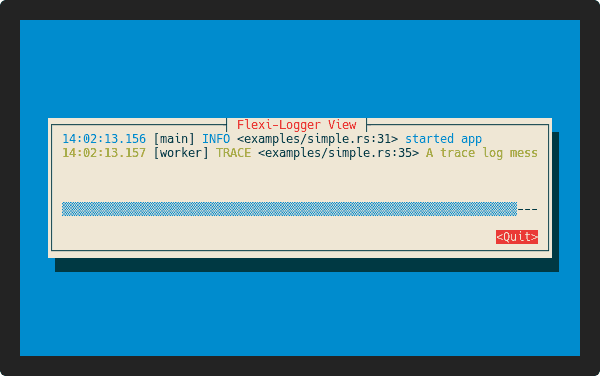 Flexi-Logger View
14:02:13.156 [main] INFO <examples/simple.rs:31> started app
14:02:13.157 [worker] TRACE <examples/simple.rs:35> A trace log mess
<Quit>